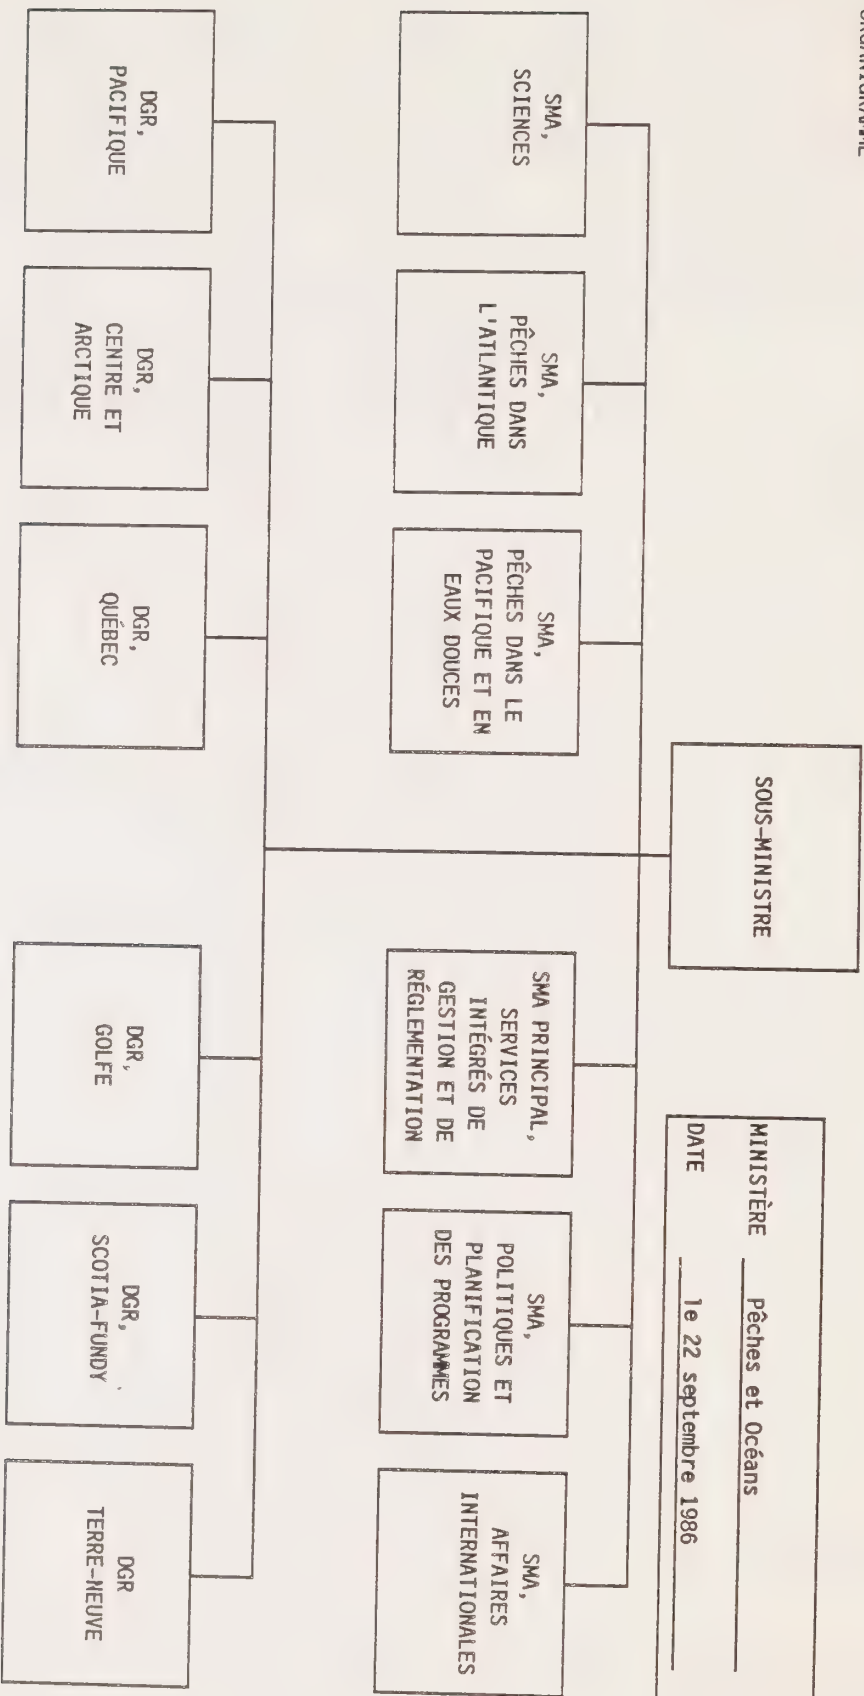 ORGANIGRAMME
MINISTÈRE pêches et Océans
DATE le 22 septembre 1986
SOUS-MINISTRE
SMA,
SCIENCES
SMA,
PÊCHES DANS
L'ATLANTIQUE
SMA,
PÊCHES DANS LE
PACIFIQUE ET EN
EAUX DOUCES
SMA PRINCIPAL,
SERVICES
INTÉGRÉS DE
GESTION ET DE
RÉGLEMENTATION
SMA,
POLITIQUES ET
PLANIFICATION
DES PROGRAMMES
SMA,
AFFAIRES
INTERNATIONALES
DGR,
PACIFIQUE
DGR,
CENTRE ET
ARCTIQUE
DGR,
QUÉBEC
DGR,
GOLFE
DGR,
SCOTIA-FUNDY
DGR
TERRE-NEUVE